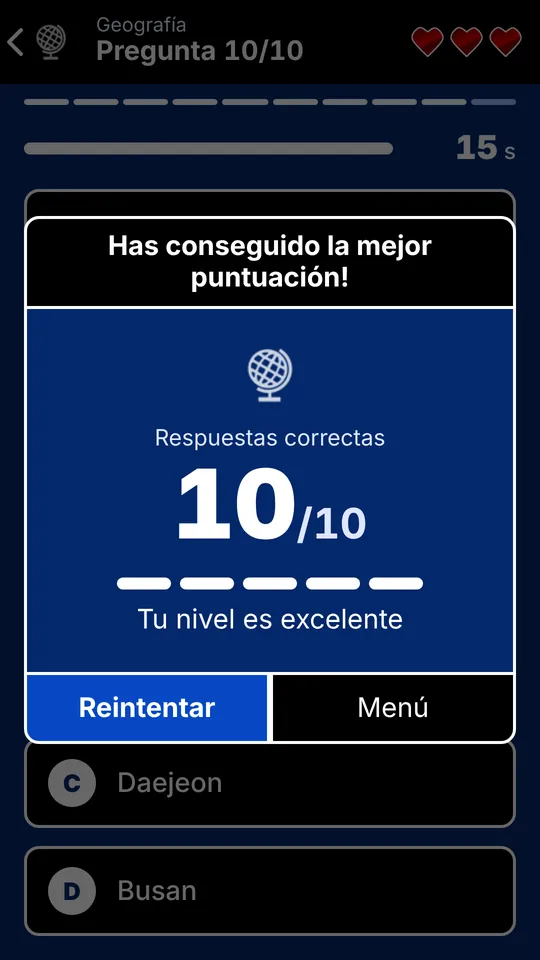 Geografía
Pregunta 10/10
15 s
Has conseguido la mejor
puntuación!
Respuestas correctas
10/10
Tu nivel es excelente
Reintentar
Menú
C Daejeon
D Busan